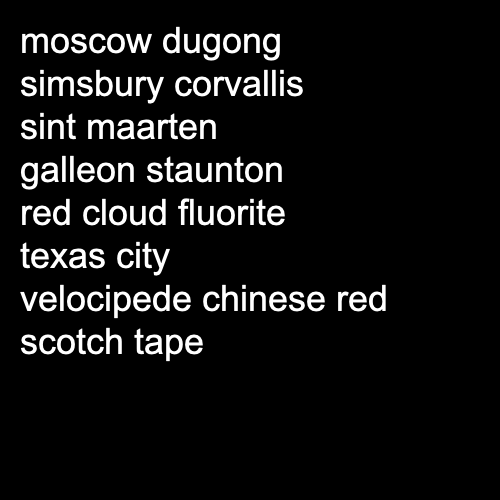 moscow dugong
simsbury corvallis
sint maarten
galleon staunton
red cloud fluorite
texas city
velocipede chinese red
scotch tape